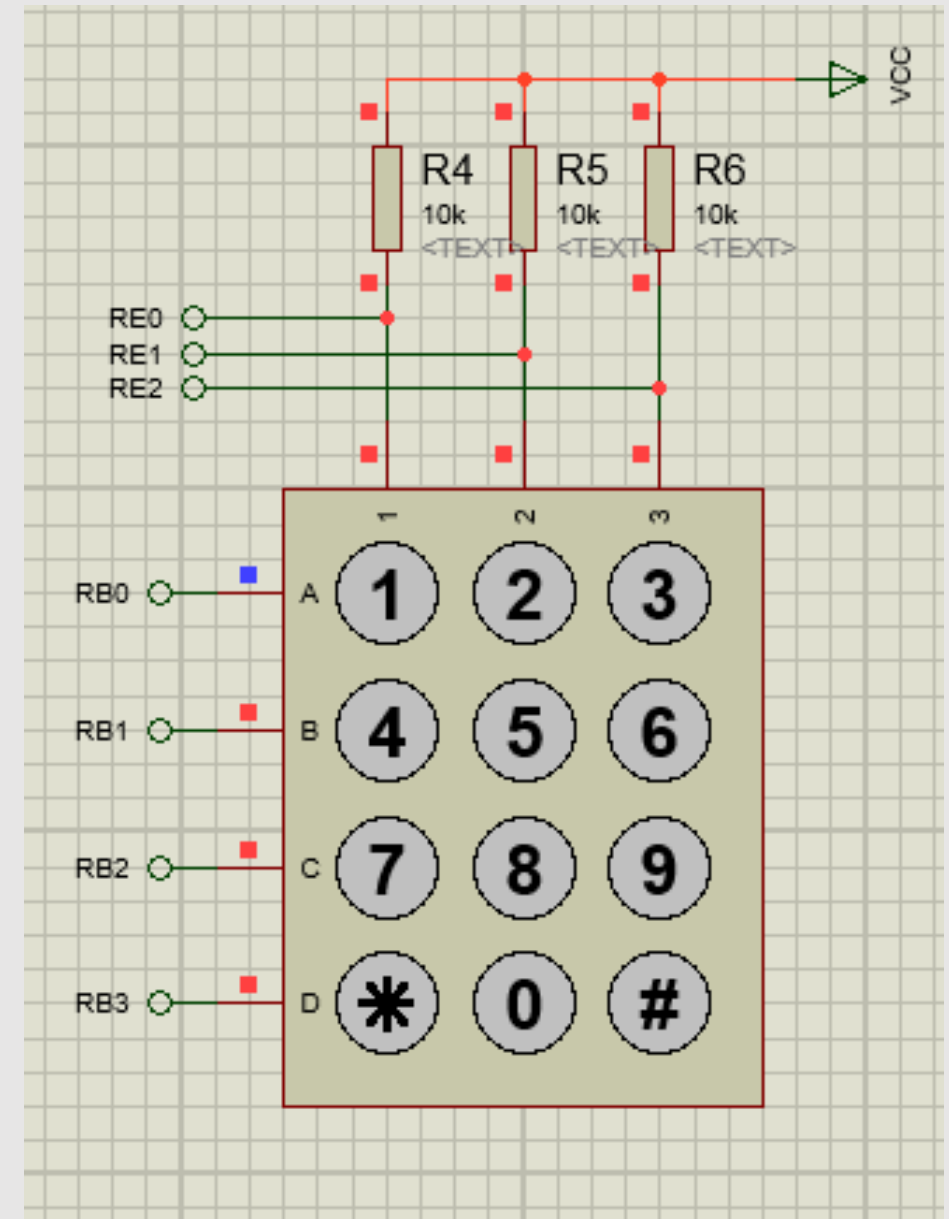 VCC
R4 R5 R6
10k 10k 10k
<TEXT> <TEXT> <TEXT>
RE0
RE1
RE2
1 2 3
RB0 A 1 2 3
RB1 B 4 5 6
RB2 C 7 8 9
RB3 D * 0 #